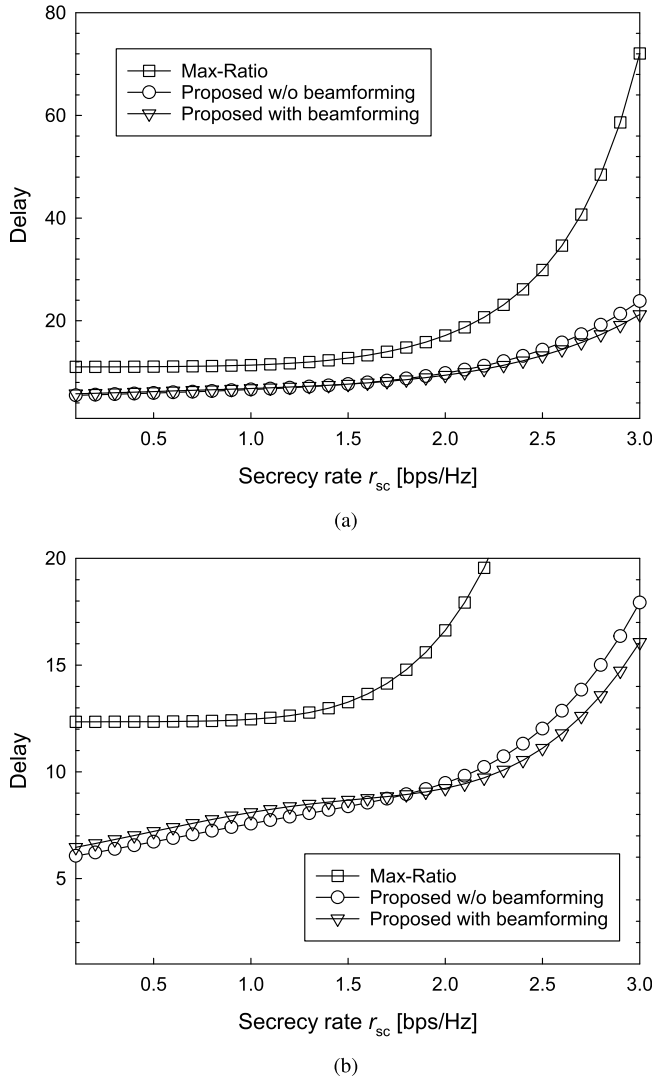 80
60
40
20
Delay
Max-Ratio
Proposed w/o beamforming
Proposed with beamforming
0.5 1.0 1.5 2.0 2.5 3.0
Secrecy rate r_sc [bps/Hz]
(a)
20
15
10
5
Delay
Max-Ratio
Proposed w/o beamforming
Proposed with beamforming
0.5 1.0 1.5 2.0 2.5 3.0
Secrecy rate r_sc [bps/Hz]
(b)